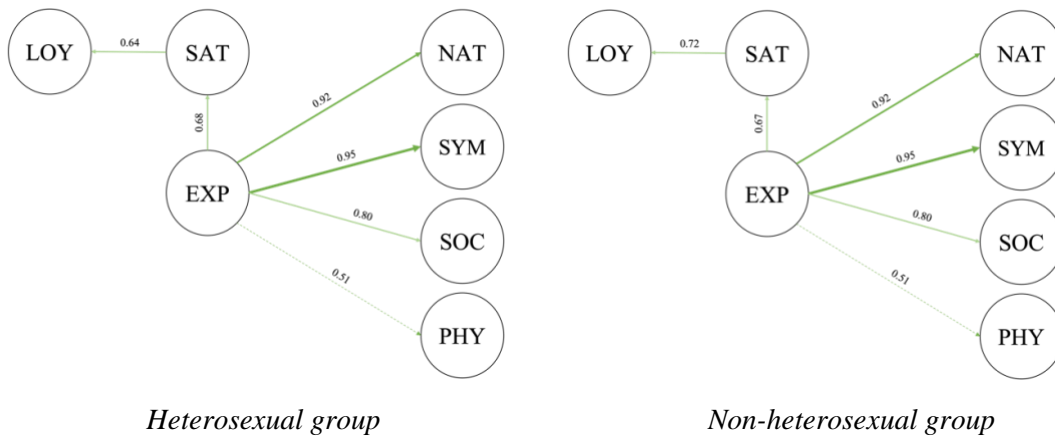 LOY
0.64
SAT
0.68
EXP
0.92
NAT
0.95
SYM
0.80
SOC
0.51
PHY
Heterosexual group
LOY
0.72
SAT
0.67
EXP
0.92
NAT
0.95
SYM
0.80
SOC
0.51
PHY
Non-heterosexual group